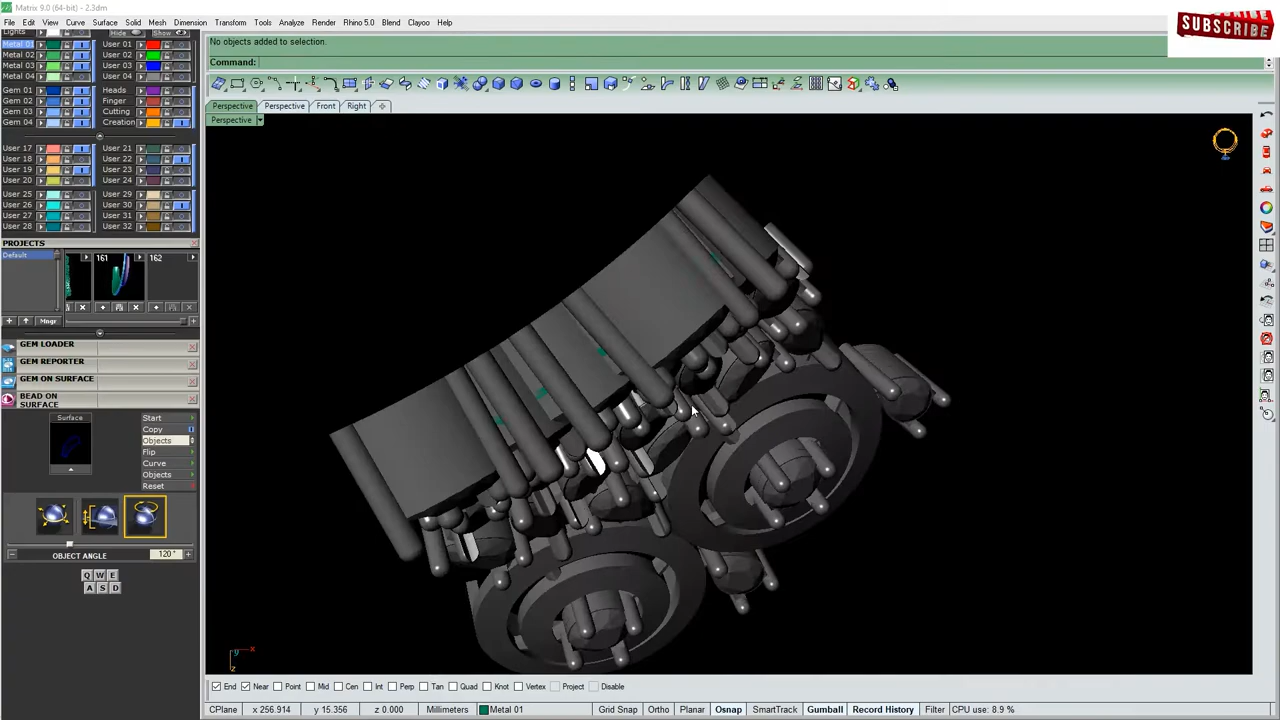 Matrix 9.0 (64-bit) - 2.3dm
File Edit View Curve Surface Solid Mesh Dimension Transform Tools Analyze Render Rhino 5.0 Blend Clayoo Help
SUBSCRIBE
Lights Hide Show
No objects added to selection.
Command:
Metal 01 User 01
Metal 02 User 02
Metal 03 User 03
Metal 04 User 04
Gem 01 Heads
Gem 02 Finger
Gem 03 Cutting
Gem 04 Creation
User 17 User 21
User 18 User 22
User 19 User 23
User 20 User 24
User 25 User 29
User 26 User 30
User 27 User 31
User 28 User 32
Perspective Perspective Front Right
Perspective
PROJECTS
Default
161 162
Mngr
GEM LOADER
GEM REPORTER
GEM ON SURFACE
BEAD ON
SURFACE
Surface
Start
Copy
Objects
Flip
Curve
Objects
Reset
OBJECT ANGLE 120°
Q W E
A S D
y x
z
End Near Point Mid Cen Int Perp Tan Quad Knot Vertex Project Disable
CPlane x 256.914 y 15.356 z 0.000 Millimeters Metal 01 Grid Snap Ortho Planar Osnap SmartTrack Gumball Record History Filter CPU use: 8.9 %